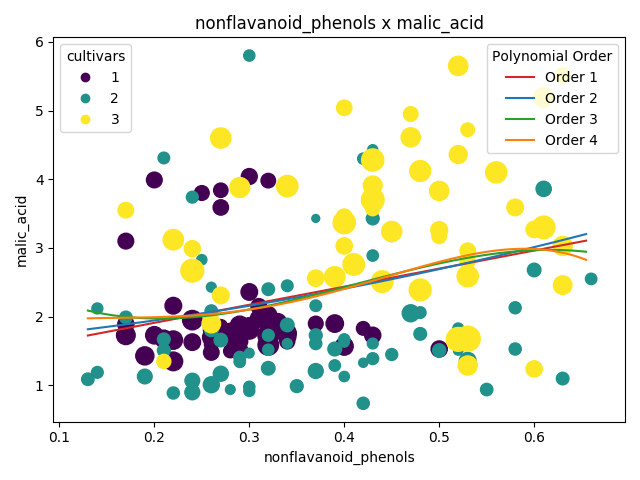 nonflavanoid_phenols x malic_acid
cultivars
1
2
3
Polynomial Order
Order 1
Order 2
Order 3
Order 4
malic_acid
6
5
4
3
2
1
0.1 0.2 0.3 0.4 0.5 0.6
nonflavanoid_phenols